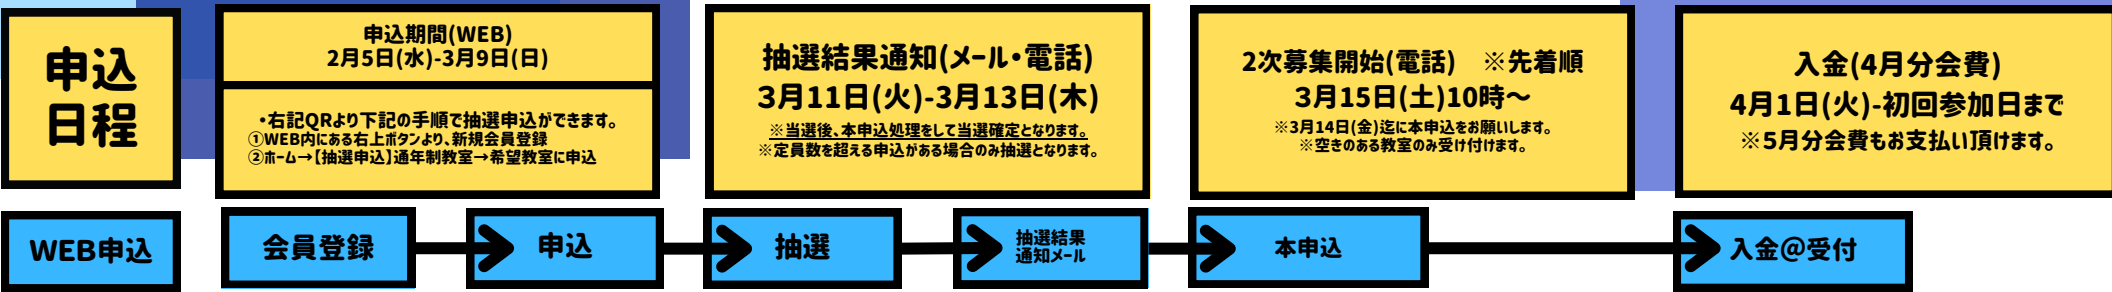 申込
日程
申込期間(WEB)
2月5日(水)-3月9日(日)
・右記QRより下記の手順で抽選申込ができます。
①WEB内にある右上ボタンより、新規会員登録
②ホーム→【抽選申込】通年制教室→希望教室に申込
抽選結果通知(メール・電話)
3月11日(火)-3月13日(木)
※当選後、本申込処理をして当選確定となります。
※定員数を超える申込がある場合のみ抽選となります。
2次募集開始(電話)　※先着順
3月15日(土)10時〜
※3月14日(金)迄に本申込をお願いします。
※空きのある教室のみ受け付けます。
入金(4月分会費)
4月1日(火)-初回参加日まで
※5月分会費もお支払い頂けます。
WEB申込
会員登録
申込
抽選
抽選結果
通知メール
本申込
入金@受付